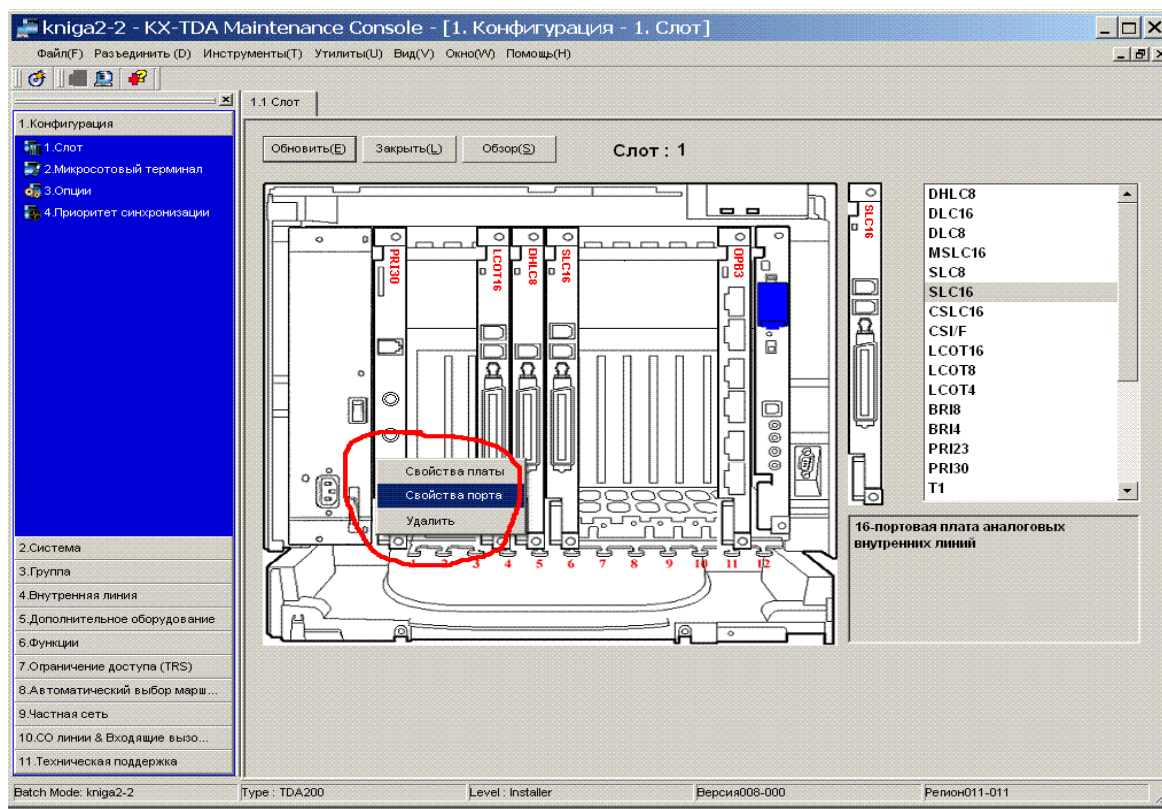 kniga2-2 - KX-TDA Maintenance Console - [1. Конфигурация - 1. Слот]
Файл(F) Разъединить (D) Инструменты(T) Утилиты(U) Вид(V) Окно(W) Помощь(H)
1.Конфигурация
1.Слот
2.Микросотовый терминал
3.Опции
4.Приоритет синхронизации
2.Система
3.Группа
4.Внутренняя линия
5.Дополнительное оборудование
6.Функции
7.Ограничение доступа (TRS)
8.Автоматический выбор марш...
9.Частная сеть
10.CO линии & Входящие вызо...
11.Техническая поддержка
1.1 Слот
Обновить(E) Закрыть(L) Обзор(S) Слот : 1
PRI30
LCOT16
DHLC8
SLC16
OPB3
SLC16
Свойства платы
Свойства порта
Удалить
1 2 3 4 5 6 7 8 9 10 11 12
DHLC8
DLC16
DLC8
MSLC16
SLC8
SLC16
CSLC16
CSI/F
LCOT16
LCOT8
LCOT4
BRI8
BRI4
PRI23
PRI30
T1
16-портовая плата аналоговых
внутренних линий
Batch Mode: kniga2-2 Type : TDA200 Level : Installer Версия008-000 Регион011-011